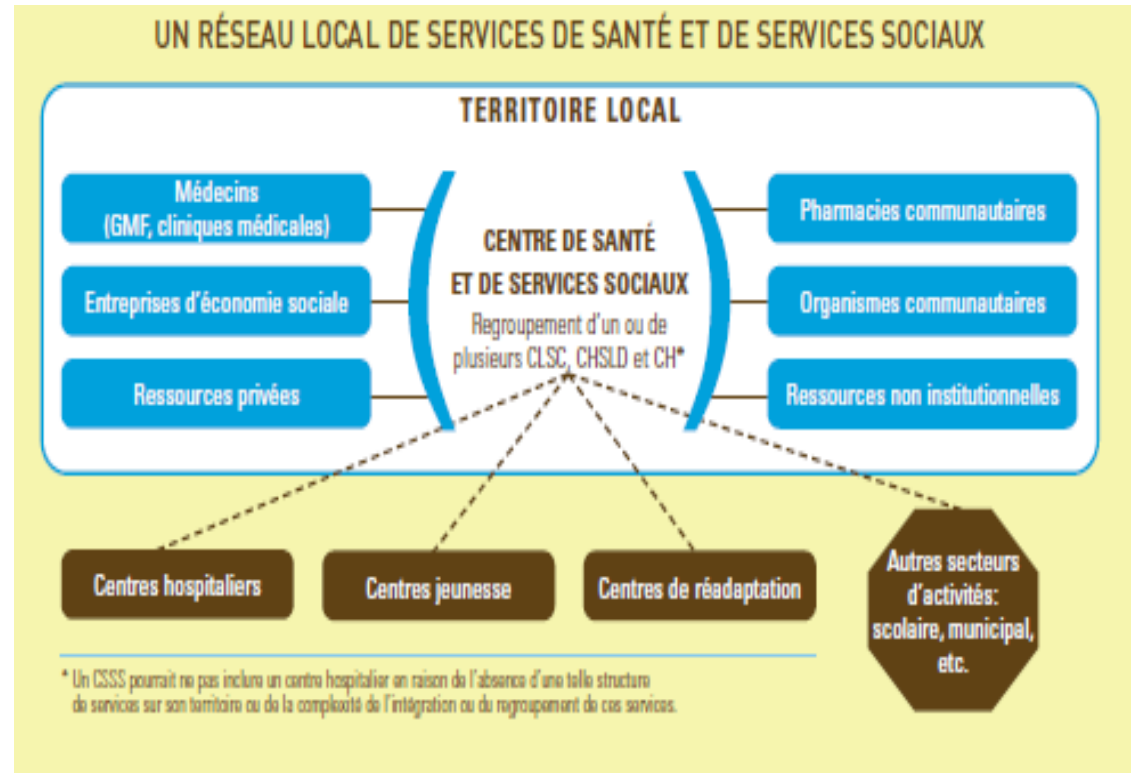 UN RÉSEAU LOCAL DE SERVICES DE SANTÉ ET DE SERVICES SOCIAUX
TERRITOIRE LOCAL
Médecins
(GMF, cliniques médicales)
Entreprises d'économie sociale
Ressources privées
CENTRE DE SANTÉ
ET DE SERVICES SOCIAUX
Regroupement d'un ou de
plusieurs CLSC, CHSLD et CH*
Pharmacies communautaires
Organismes communautaires
Ressources non institutionnelles
Centres hospitaliers
Centres jeunesse
Centres de réadaptation
Autres secteurs
d'activités:
scolaire, municipal,
etc.
* Un CSSS pourrait ne pas inclure un centre hospitalier en raison de l'absence d'une telle structure
de services sur son territoire ou de la complexité de l'intégration ou du regroupement de ces services.